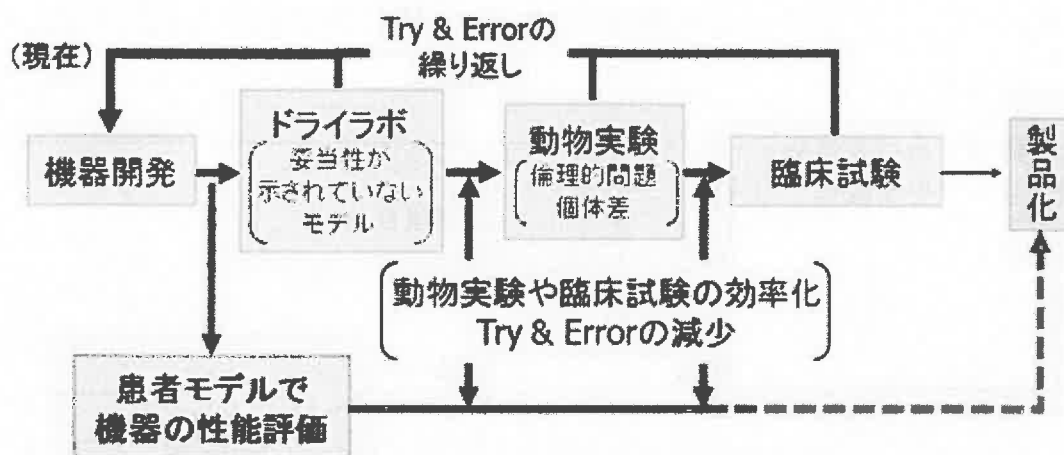 Try & Errorの
繰り返し
(現在)
機器開発
ドライラボ
妥当性が
示されていない
モデル
動物実験
倫理的問題
個体差
臨床試験
製品化
動物実験や臨床試験の効率化
Try & Errorの減少
患者モデルで
機器の性能評価